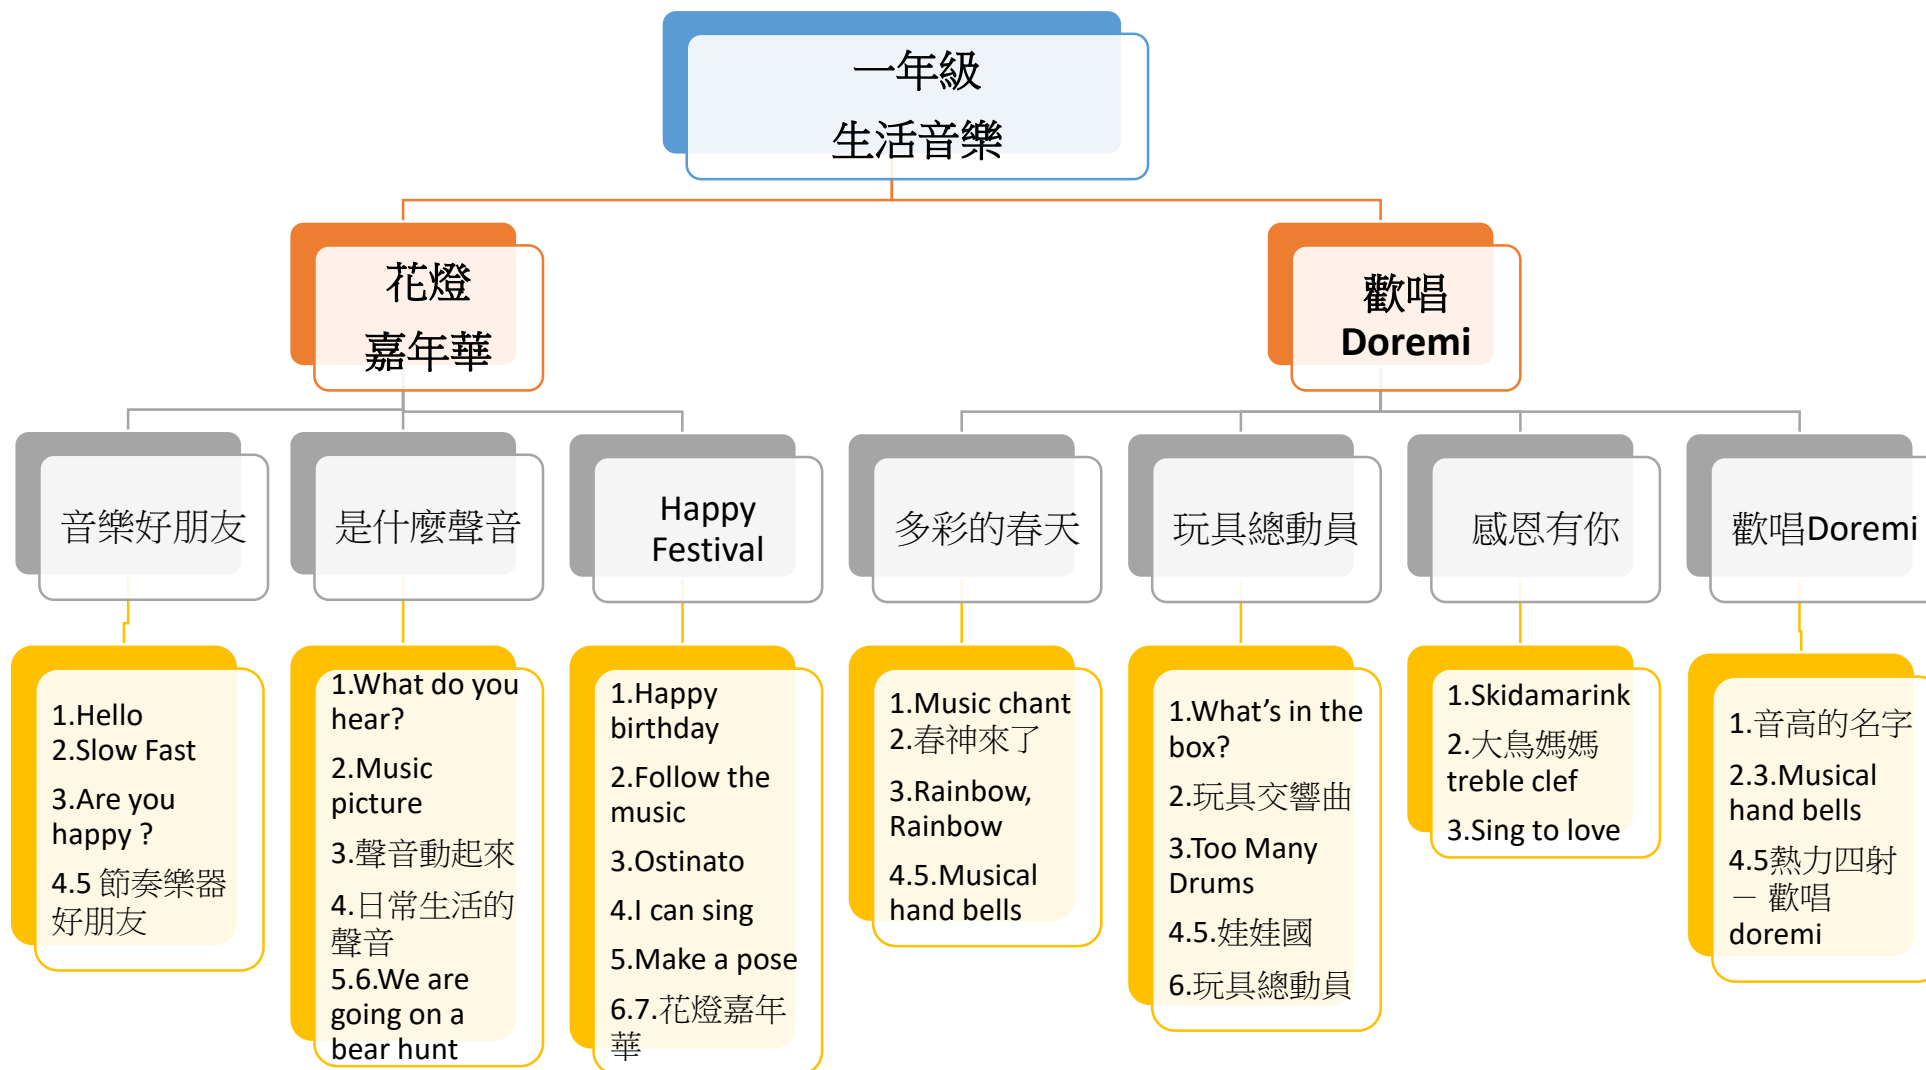 一年級
生活音樂
花燈
嘉年華
歡唱
Doremi
音樂好朋友
是什麼聲音
Happy
Festival
多彩的春天
玩具總動員
感恩有你
歡唱Doremi
1.Hello
2.Slow Fast
3.Are you
happy ?
4.5 節奏樂器
好朋友
1.What do you
hear?
2.Music
picture
3.聲音動起來
4.日常生活的
聲音
5.6.We are
going on a
bear hunt
1.Happy
birthday
2.Follow the
music
3.Ostinato
4.I can sing
5.Make a pose
6.7.花燈嘉年
華
1.Music chant
2.春神來了
3.Rainbow,
Rainbow
4.5.Musical
hand bells
1.What’s in the
box?
2.玩具交響曲
3.Too Many
Drums
4.5.娃娃國
6.玩具總動員
1.Skidamarink
2.大鳥媽媽
treble clef
3.Sing to love
1.音高的名字
2.3.Musical
hand bells
4.5熱力四射
－ 歡唱
doremi